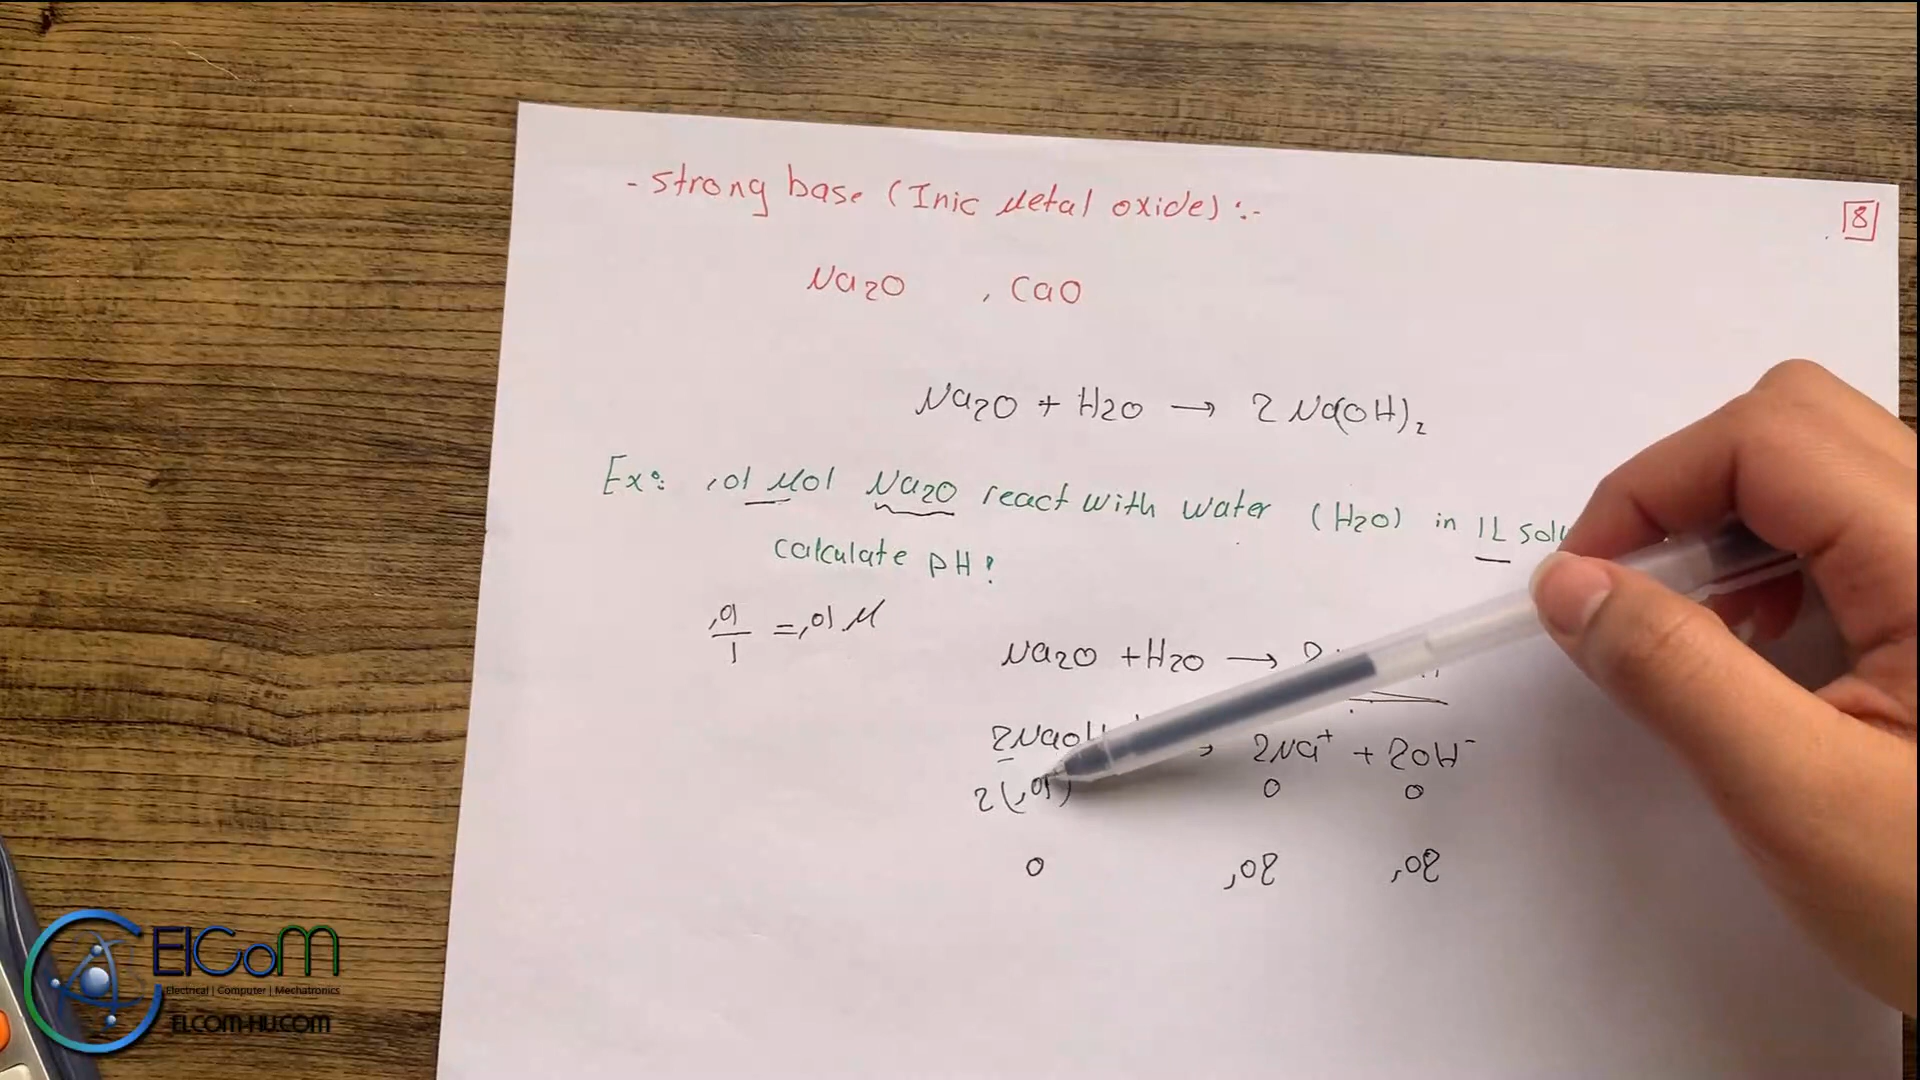 - strong base (Inic Metal oxide) :-
8
Na2O , CaO
Na2O + H2O → 2 Na(OH)2
Ex: ,01 Mol Na2O react with water (H2O) in 1L
calculate pH?
,01
1
= ,01 M
Na2O + H2O → 2
2NaOH → 2Na+ + 2OH-
2(,01) 0 0
0 ,02 ,02
ElCoM
Electrical | Computer | Mechatronics
ELCOM-HU.COM